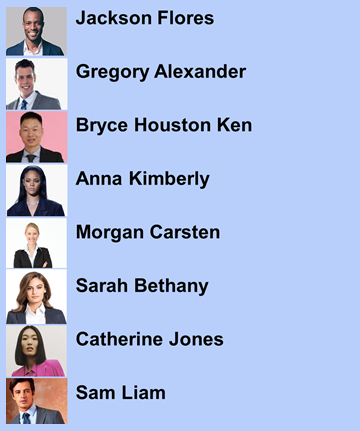 Jackson Flores
Gregory Alexander
Bryce Houston Ken
Anna Kimberly
Morgan Carsten
Sarah Bethany
Catherine Jones
Sam Liam